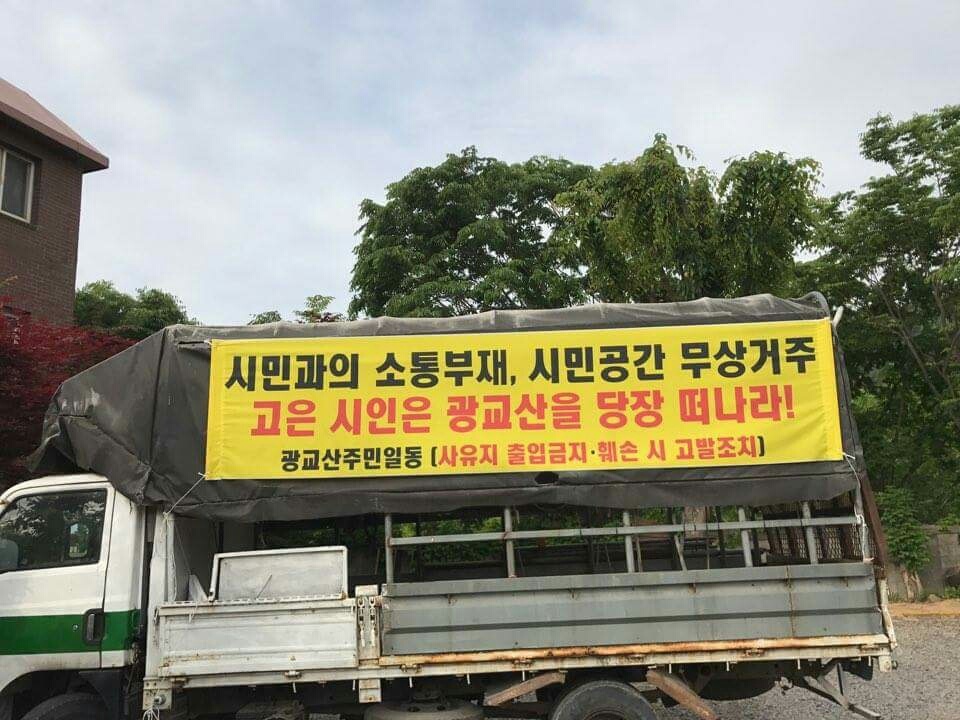 시민과의 소통부재, 시민공간 무상거주
고은 시인은 광교산을 당장 떠나라!
광교산주민일동 (사유지 출입금지·훼손 시 고발조치)